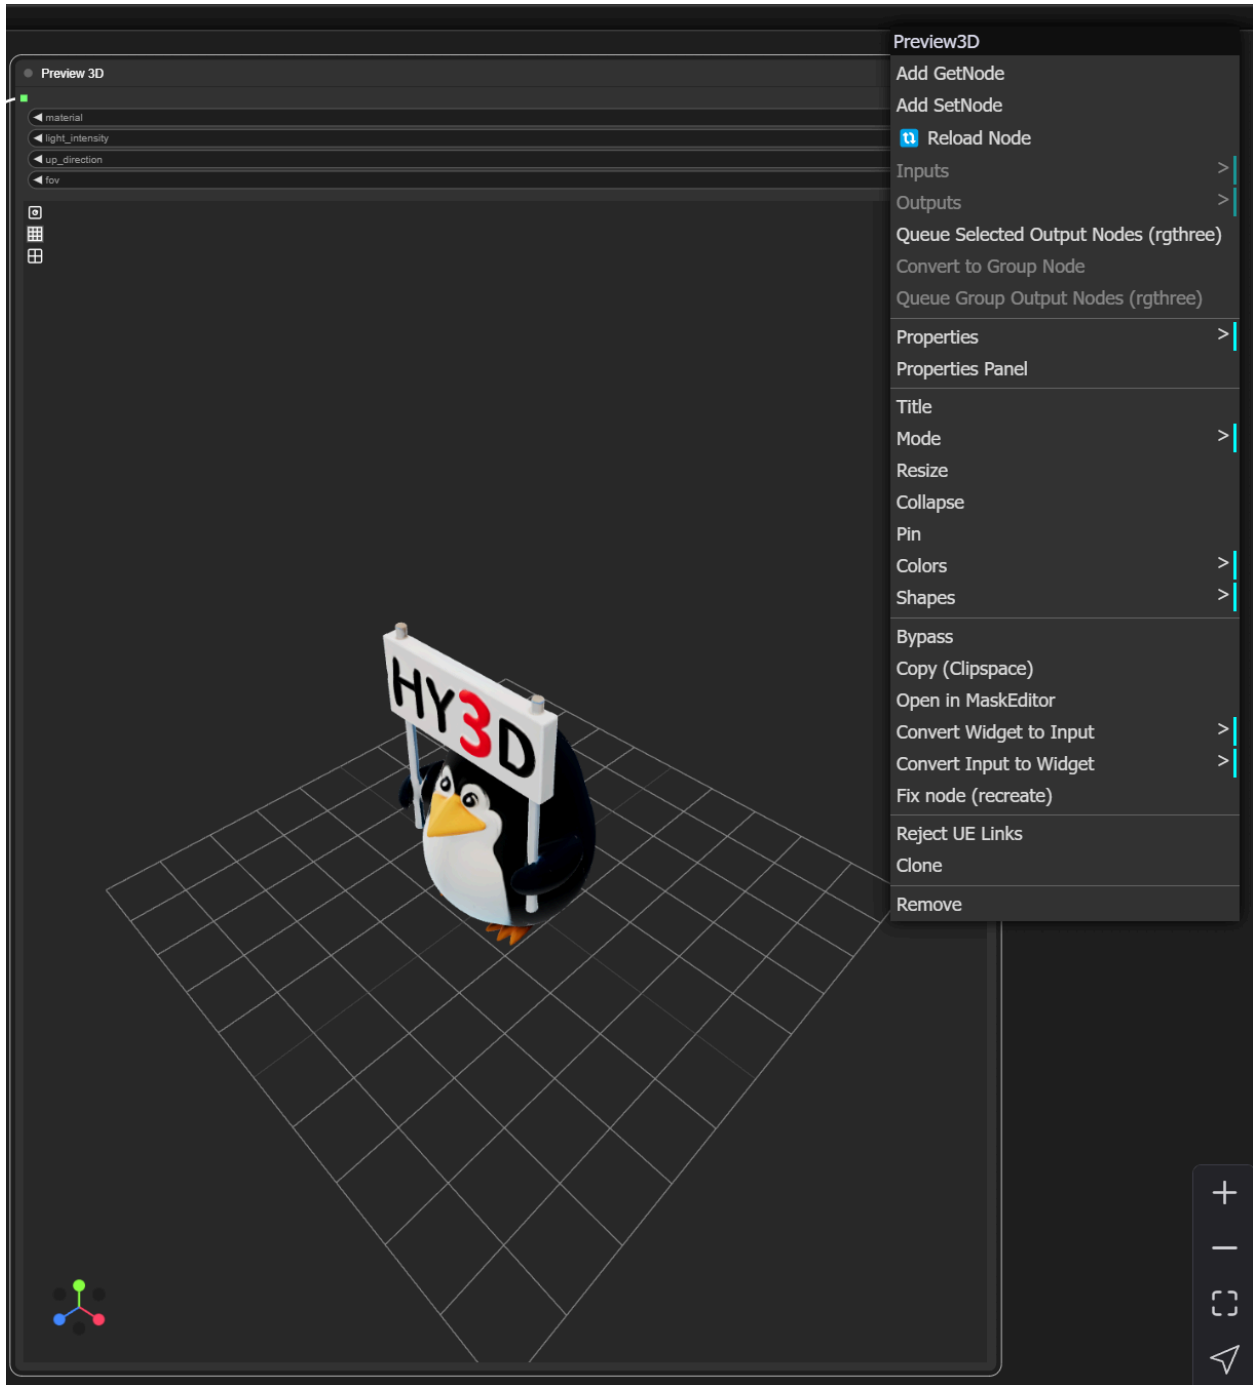 Preview 3D
material
light_intensity
up_direction
fov
HY3D
Preview3D
Add GetNode
Add SetNode
Reload Node
Inputs >
Outputs >
Queue Selected Output Nodes (rgthree)
Convert to Group Node
Queue Group Output Nodes (rgthree)
Properties >
Properties Panel
Title
Mode >
Resize
Collapse
Pin
Colors >
Shapes >
Bypass
Copy (Clipspace)
Open in MaskEditor
Convert Widget to Input >
Convert Input to Widget >
Fix node (recreate)
Reject UE Links
Clone
Remove